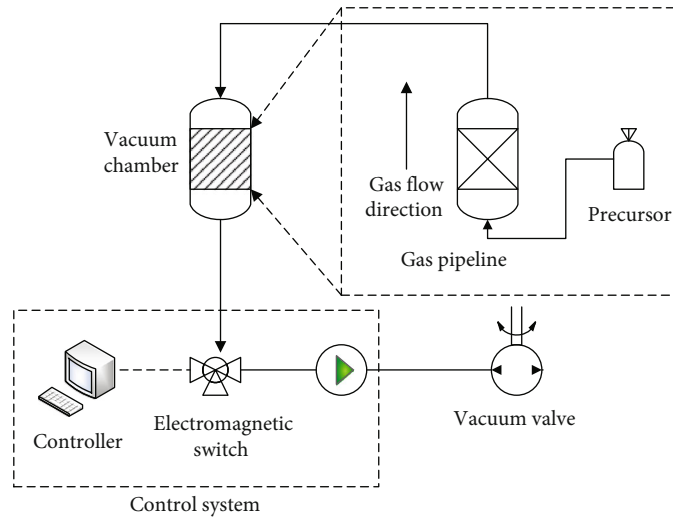 Vacuum
chamber
Gas flow
direction
Precursor
Gas pipeline
Vacuum valve
Electromagnetic
switch
Controller
Control system